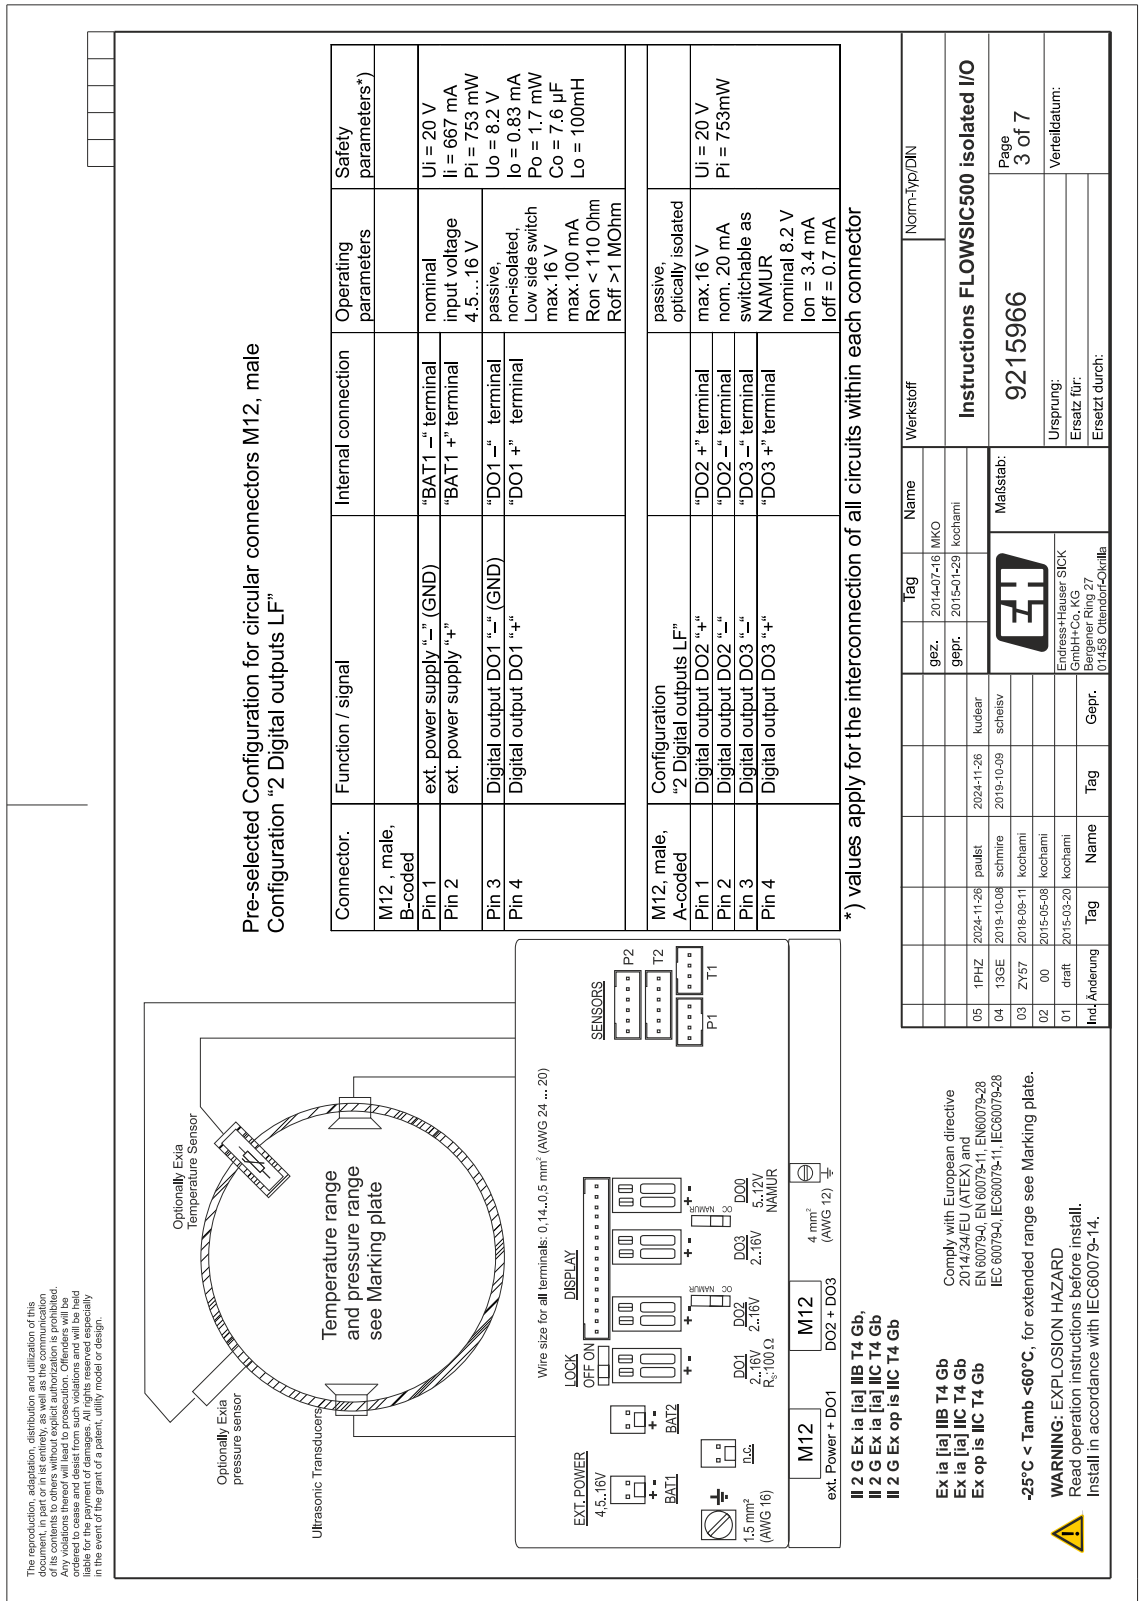 The reproduction, adaptation, distribution and utilization of this
document, in part or in ist entirety, as well as the communication
of its contents to others without explicit authorization is prohibited.
Any violations thereof will lead to prosecution. Offenders will be
ordered to cease and desist from such violations and will be held
liable for the payment of damages. All rights reserved especially
in the event of the grant of a patent, utility model or design.
Optionally Exia
pressure sensor
Optionally Exia
Temperature Sensor
Ultrasonic Transducers
Temperature range
and pressure range
see Marking plate
Wire size for all terminals: 0,14..0.5 mm² (AWG 24 ... 20)
EXT. POWER
4,5..16V
+ -
BAT1
+ -
BAT2
n.c.
LOCK
OFF ON
DISPLAY
SENSORS
P2
T2
P1
T1
+ -
DO1
2..16V
Rs:100 Ω
+ -
DO2
2..16V
OC NAMUR
+ -
DO3
2..16V
OC NAMUR
+ -
DO0
5..12V
NAMUR
1.5 mm²
(AWG 16)
M12
ext. Power + DO1
M12
DO2 + DO3
4 mm²
(AWG 12)
II 2 G Ex ia [ia] IIB T4 Gb,
II 2 G Ex ia [ia] IIC T4 Gb
II 2 G Ex op is IIC T4 Gb
Ex ia [ia] IIB T4 Gb
Ex ia [ia] IIC T4 Gb
Ex op is IIC T4 Gb
Comply with European directive
2014/34/EU (ATEX) and
EN 60079-0, EN 60079-11, EN60079-28
IEC 60079-0, IEC60079-11, IEC60079-28
-25°C < Tamb <60°C, for extended range see Marking plate.
WARNING: EXPLOSION HAZARD
Read operation instructions before install.
Install in accordance with IEC60079-14.
Pre-selected Configuration for circular connectors M12, male
Configuration “2 Digital outputs LF”
Connector. Function / signal Internal connection Operating parameters Safety parameters*)
M12 , male,
B-coded
Pin 1 ext. power supply “–” (GND) “BAT1 –“ terminal
Pin 2 ext. power supply “+” “BAT1 +” terminal
nominal
input voltage
4.5…16 V
Pin 3 Digital output DO1 “–“ (GND) “DO1 –“ terminal
Pin 4 Digital output DO1 “+“ “DO1 +” terminal
passive,
non-isolated,
Low side switch
max.16 V
max.100 mA
Ron < 110 Ohm
Roff >1 MOhm
Ui = 20 V
Ii = 667 mA
Pi = 753 mW
Uo = 8.2 V
Io = 0.83 mA
Po = 1.7 mW
Co = 7.6 µF
Lo = 100mH
M12, male,
A-coded
Configuration
“2 Digital outputs LF”
Pin 1 Digital output DO2 “+“ “DO2 +” terminal
Pin 2 Digital output DO2 “–“ “DO2 –“ terminal
Pin 3 Digital output DO3 “–“ “DO3 –“ terminal
Pin 4 Digital output DO3 “+“ “DO3 +” terminal
passive,
optically isolated
max.16 V
nom. 20 mA
switchable as
NAMUR
nominal 8.2 V
Ion = 3.4 mA
Ioff = 0.7 mA
Ui = 20 V
Pi = 753mW
*) values apply for the interconnection of all circuits within each connector
05 1PHZ 2024-11-26 paulst 2024-11-26 kudear
04 13GE 2019-10-08 schmire 2019-10-09 scheisv
03 ZY57 2018-09-11 kochami
02 00 2015-05-08 kochami
01 draft 2015-03-20 kochami
Ind. Änderung Tag Name Tag Gepr.
Tag Name
gez. 2014-07-16 MKO
gepr. 2015-01-29 kochami
EH
Endress+Hauser SICK
GmbH+Co. KG
Bergener Ring 27
01458 Ottendorf-Okrilla
Maßstab:
Werkstoff
Norm-Typ/DIN
Instructions FLOWSIC500 isolated I/O
9215966
Page
3 of 7
Ursprung:
Ersatz für:
Ersetzt durch:
Verteildatum: